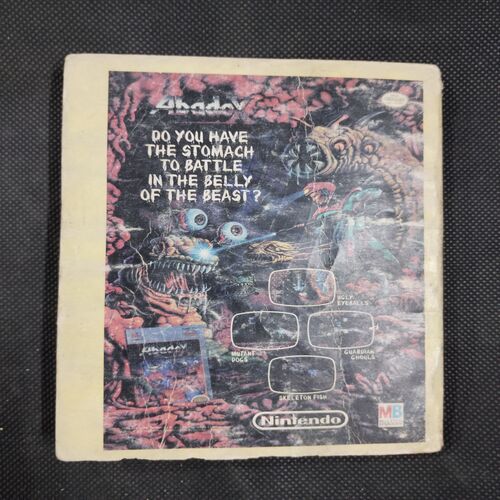 Abadox
DO YOU HAVE
THE STOMACH
TO BATTLE
IN THE BELLY
OF THE BEAST?
UGLY
EYEBALLS
MUTANT
DOGS
GUARDIAN
GHOULS
SKELETON FISH
Abadox
Nintendo
MB